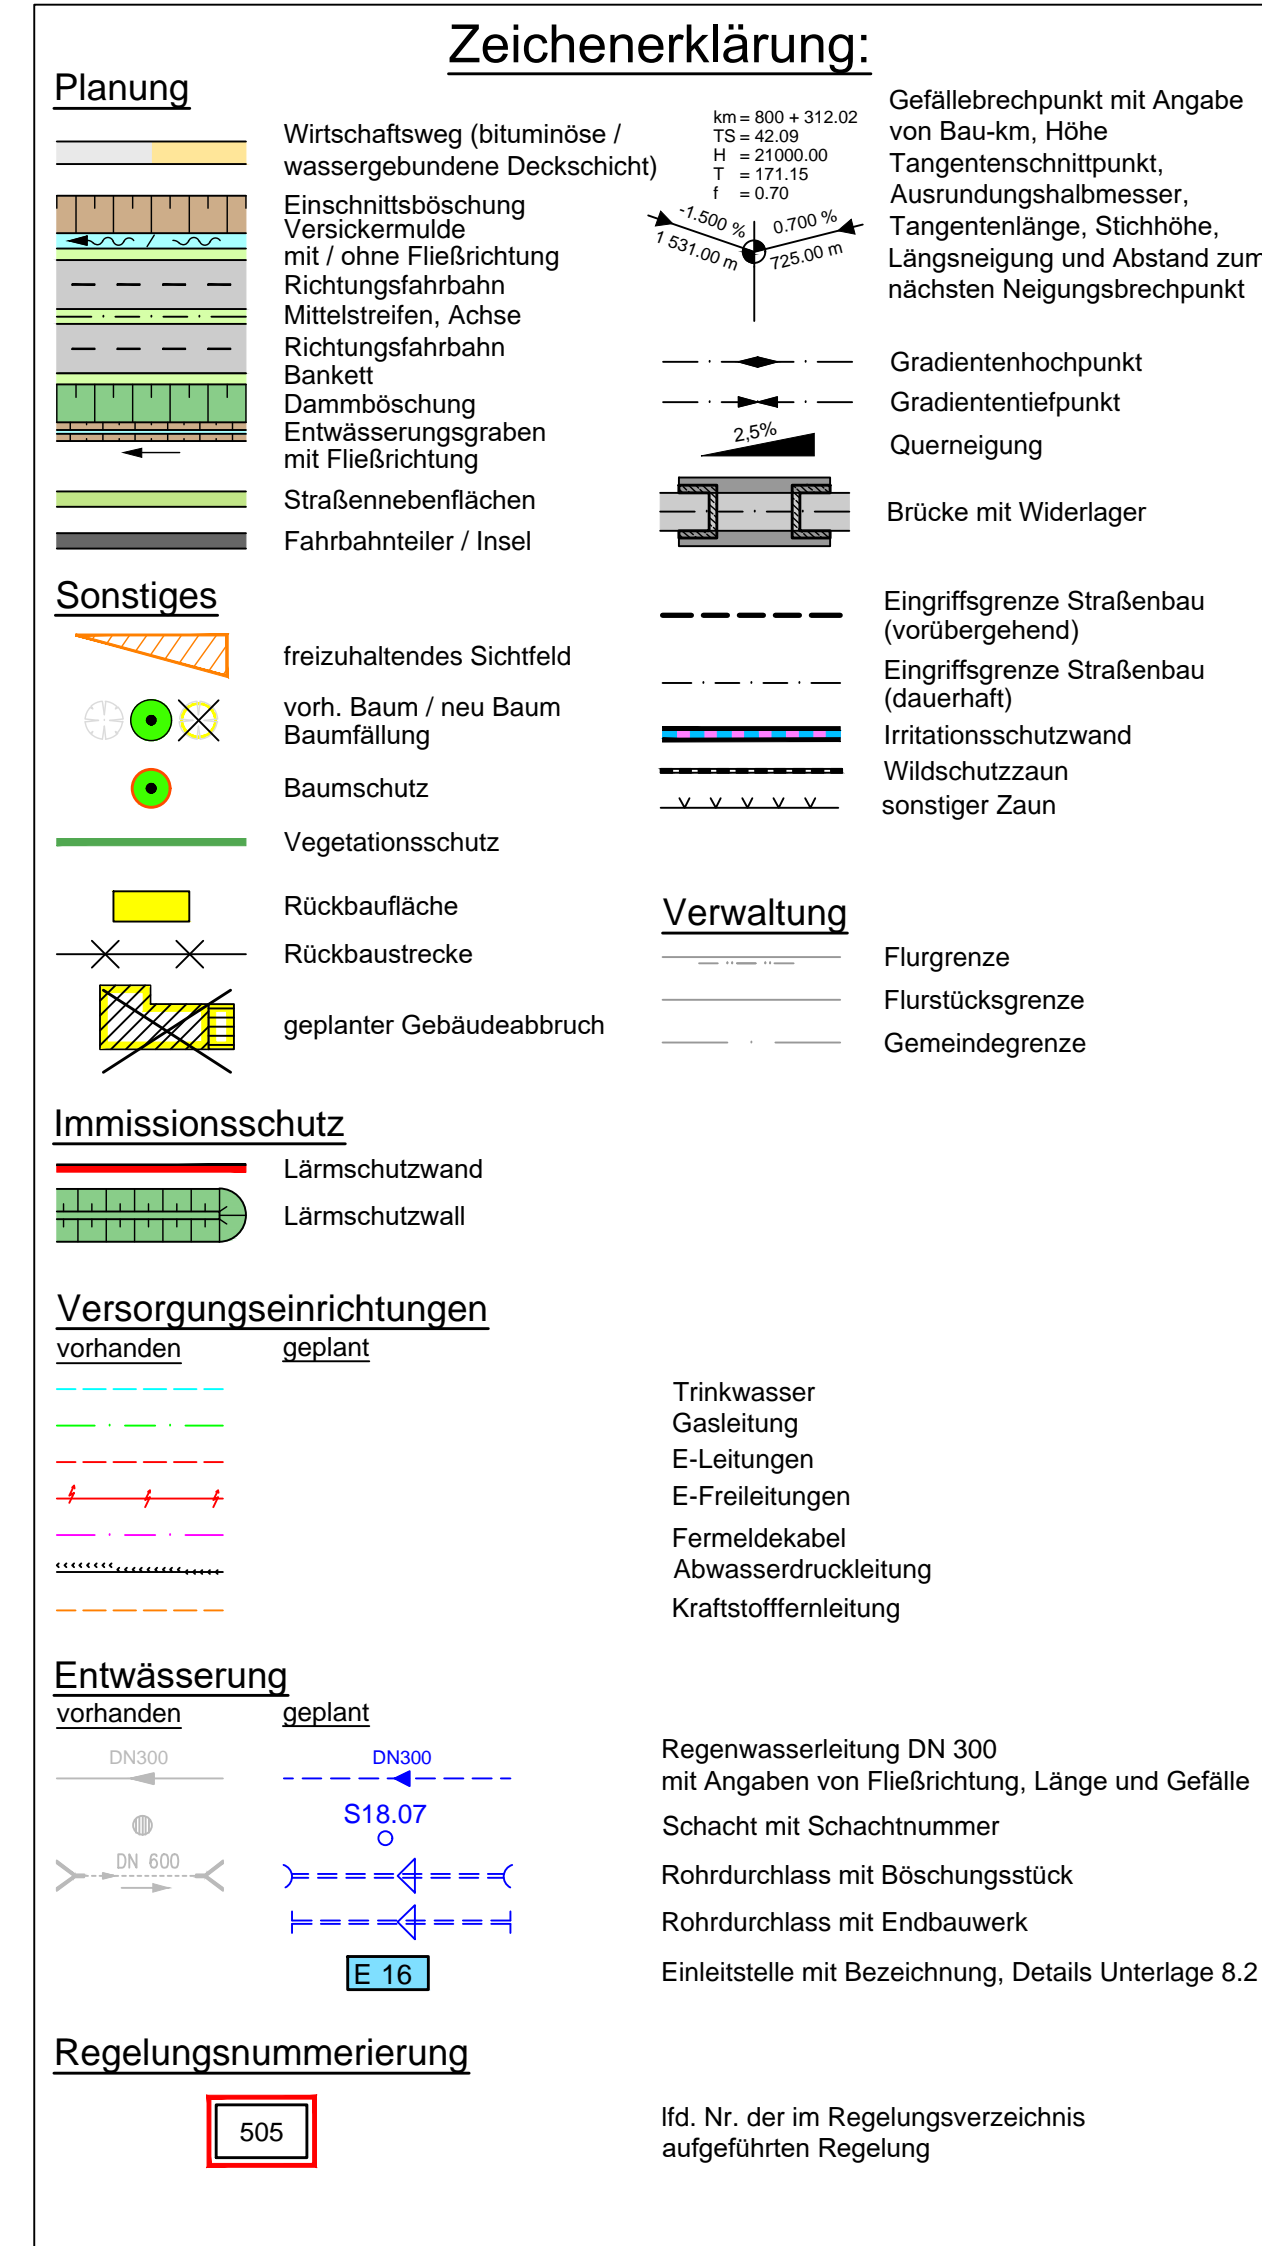 Zeichenerklärung:
Planung
Wirtschaftsweg (bituminöse /
wassergebundene Deckschicht)
Einschnittsböschung
Versickermulde
mit / ohne Fließrichtung
Richtungsfahrbahn
Mittelstreifen, Achse
Richtungsfahrbahn
Bankett
Dammböschung
Entwässerungsgraben
mit Fließrichtung
Straßennebenflächen
Fahrbahnteiler / Insel
km = 800 + 312.02
TS = 42.09
H = 21000.00
T = 171.15
f = 0.70
-1.500 %
1 531.00 m
0.700 %
725.00 m
Gefällebrechpunkt mit Angabe
von Bau-km, Höhe
Tangentenschnittpunkt,
Ausrundungshalbmesser,
Tangentenlänge, Stichhöhe,
Längsneigung und Abstand zum
nächsten Neigungsbrechpunkt
Gradientenhochpunkt
Gradiententiefpunkt
2,5%
Querneigung
Brücke mit Widerlager
Sonstiges
freizuhaltendes Sichtfeld
vorh. Baum / neu Baum
Baumfällung
Baumschutz
Vegetationsschutz
Rückbaufläche
Rückbaustrecke
geplanter Gebäudeabbruch
Eingriffsgrenze Straßenbau
(vorübergehend)
Eingriffsgrenze Straßenbau
(dauerhaft)
Irritationsschutzwand
Wildschutzzaun
sonstiger Zaun
Verwaltung
Flurgrenze
Flurstücksgrenze
Gemeindegrenze
Immissionsschutz
Lärmschutzwand
Lärmschutzwall
Versorgungseinrichtungen
vorhanden geplant
Trinkwasser
Gasleitung
E-Leitungen
E-Freileitungen
Fermeldekabel
Abwasserdruckleitung
Kraftstofffernleitung
Entwässerung
vorhanden geplant
DN300 DN300
Regenwasserleitung DN 300
mit Angaben von Fließrichtung, Länge und Gefälle
S18.07
Schacht mit Schachtnummer
DN 600
Rohrdurchlass mit Böschungsstück
Rohrdurchlass mit Endbauwerk
E 16
Einleitstelle mit Bezeichnung, Details Unterlage 8.2
Regelungsnummerierung
505
lfd. Nr. der im Regelungsverzeichnis
aufgeführten Regelung